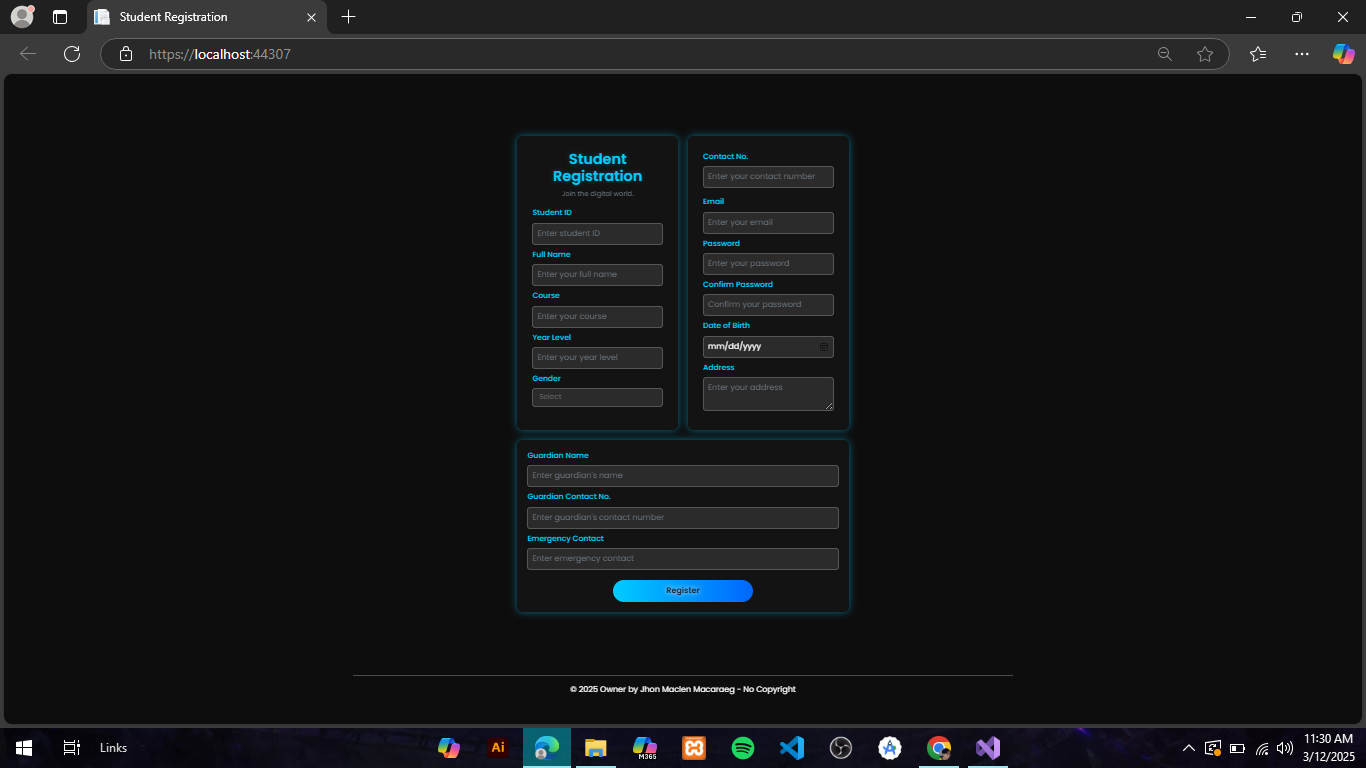 Student Registration
https://localhost:44307
Student
Registration
Join the digital world.
Student ID
Enter student ID
Full Name
Enter your full name
Course
Enter your course
Year Level
Enter your year level
Gender
Select
Contact No.
Enter your contact number
Email
Enter your email
Password
Enter your password
Confirm Password
Confirm your password
Date of Birth
mm/dd/yyyy
Address
Enter your address
Guardian Name
Enter guardian's name
Guardian Contact No.
Enter guardian's contact number
Emergency Contact
Enter emergency contact
Register
© 2025 Owner by Jhon Maclen Macaraeg - No Copyright
Links
Ai
M365
11:30 AM
3/12/2025